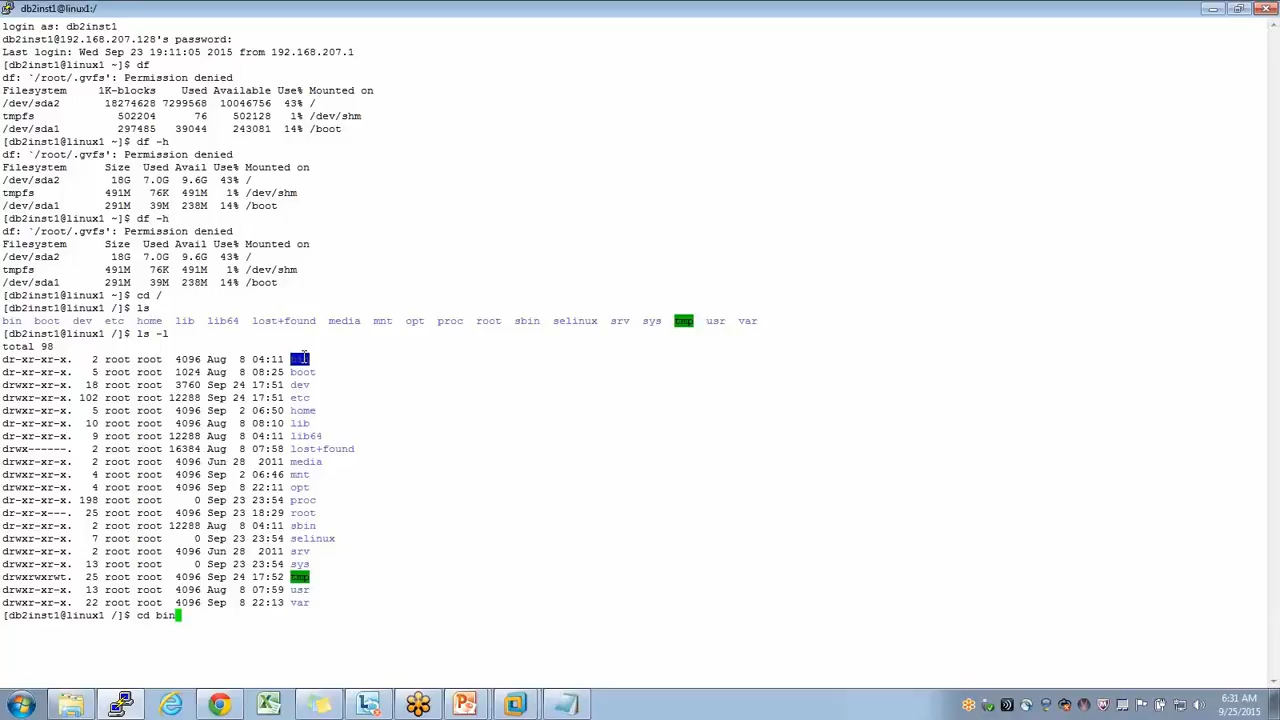 db2inst1@linux1:/
login as: db2inst1
db2inst1@192.168.207.128's password:
Last login: Wed Sep 23 19:11:05 2015 from 192.168.207.1
[db2inst1@linux1 ~]$ df
df: `/root/.gvfs': Permission denied
Filesystem 1K-blocks Used Available Use% Mounted on
/dev/sda2 18274628 7299568 10046756 43% /
tmpfs 502204 76 502128 1% /dev/shm
/dev/sda1 297485 39044 243081 14% /boot
[db2inst1@linux1 ~]$ df -h
df: `/root/.gvfs': Permission denied
Filesystem Size Used Avail Use% Mounted on
/dev/sda2 18G 7.0G 9.6G 43% /
tmpfs 491M 76K 491M 1% /dev/shm
/dev/sda1 291M 39M 238M 14% /boot
[db2inst1@linux1 ~]$ df -h
df: `/root/.gvfs': Permission denied
Filesystem Size Used Avail Use% Mounted on
/dev/sda2 18G 7.0G 9.6G 43% /
tmpfs 491M 76K 491M 1% /dev/shm
/dev/sda1 291M 39M 238M 14% /boot
[db2inst1@linux1 ~]$ cd /
[db2inst1@linux1 /]$ ls
bin boot dev etc home lib lib64 lost+found media mnt opt proc root sbin selinux srv sys tmp usr var
[db2inst1@linux1 /]$ ls -l
total 98
dr-xr-xr-x. 2 root root 4096 Aug 8 04:11
dr-xr-xr-x. 5 root root 1024 Aug 8 08:25 boot
drwxr-xr-x. 18 root root 3760 Sep 24 17:51 dev
drwxr-xr-x. 102 root root 12288 Sep 24 17:51 etc
drwxr-xr-x. 5 root root 4096 Sep 2 06:50 home
dr-xr-xr-x. 10 root root 4096 Aug 8 08:10 lib
dr-xr-xr-x. 9 root root 12288 Aug 8 04:11 lib64
drwx------. 2 root root 16384 Aug 8 07:58 lost+found
drwxr-xr-x. 2 root root 4096 Jun 28 2011 media
drwxr-xr-x. 4 root root 4096 Sep 2 06:46 mnt
drwxr-xr-x. 4 root root 4096 Sep 8 22:11 opt
dr-xr-xr-x. 198 root root 0 Sep 23 23:54 proc
dr-xr-x---. 25 root root 4096 Sep 23 18:29 root
dr-xr-xr-x. 2 root root 12288 Aug 8 04:11 sbin
drwxr-xr-x. 7 root root 0 Sep 23 23:54 selinux
drwxr-xr-x. 2 root root 4096 Jun 28 2011 srv
drwxr-xr-x. 13 root root 0 Sep 23 23:54 sys
drwxrwxrwt. 25 root root 4096 Sep 24 17:52 tmp
drwxr-xr-x. 13 root root 4096 Aug 8 07:59 usr
drwxr-xr-x. 22 root root 4096 Sep 8 22:13 var
[db2inst1@linux1 /]$ cd bin
6:31 AM
9/25/2015